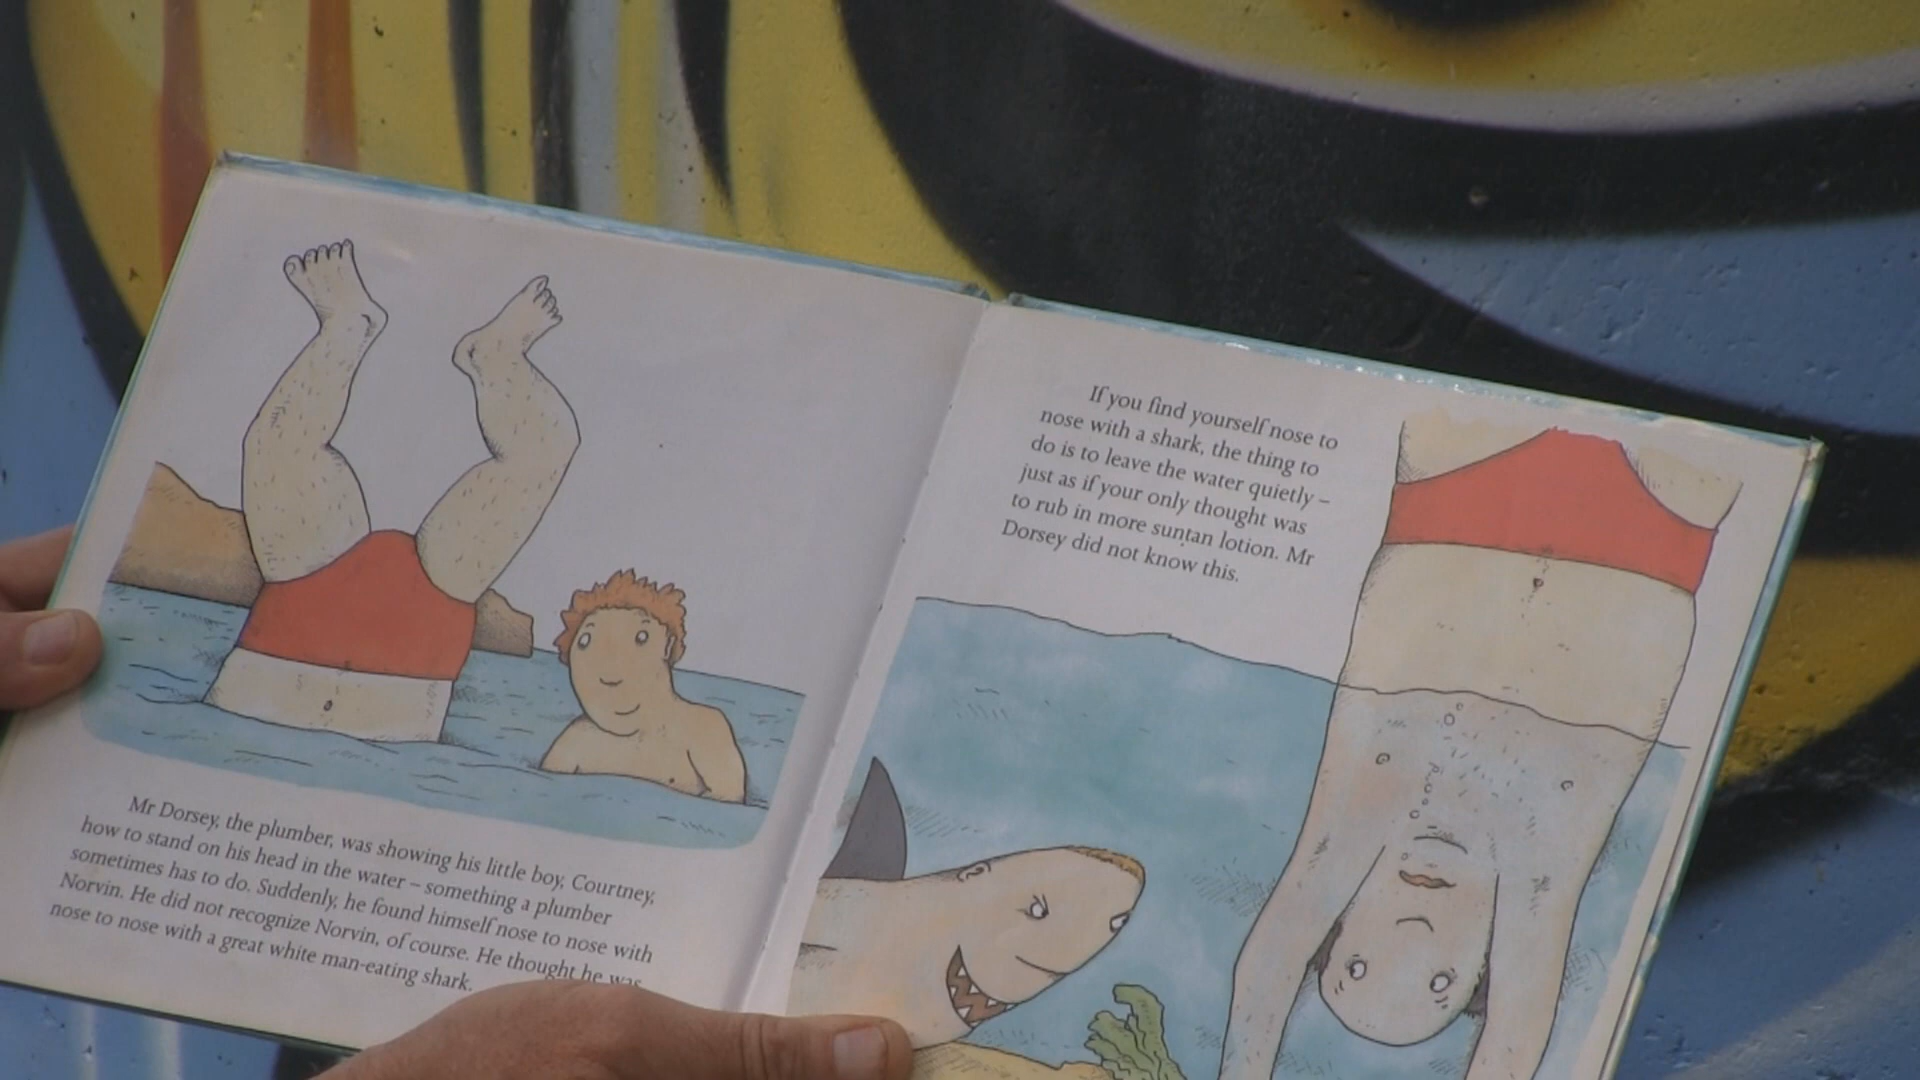 Mr Dorsey, the plumber, was showing his little boy, Courtney,
how to stand on his head in the water – something a plumber
sometimes has to do. Suddenly, he found himself nose to nose with
Norvin. He did not recognize Norvin, of course. He thought he was
nose to nose with a great white man-eating shark.
If you find yourself nose to
nose with a shark, the thing to
do is to leave the water quietly –
just as if your only thought was
to rub in more suntan lotion. Mr
Dorsey did not know this.